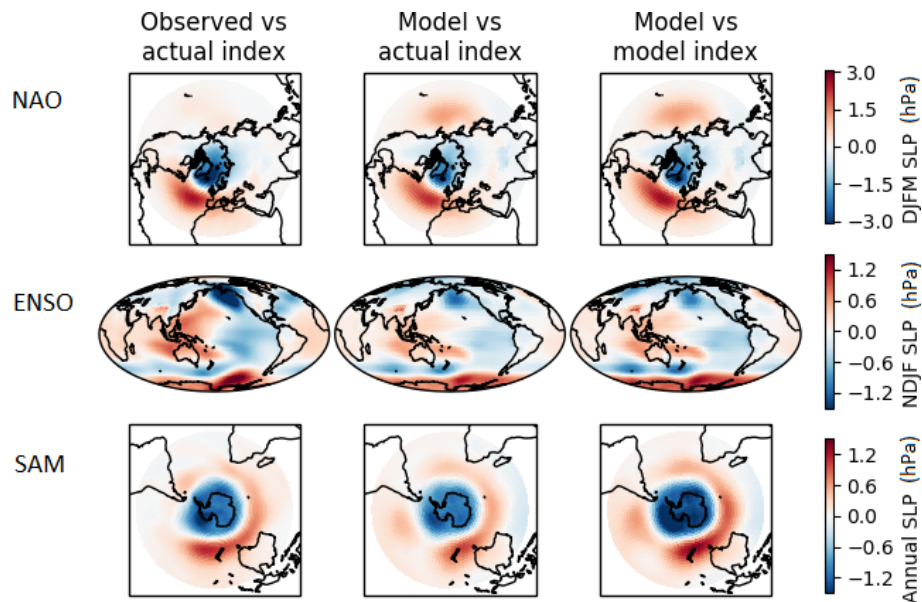 Observed vs
actual index
Model vs
actual index
Model vs
model index
NAO
3.0
1.5
0.0
−1.5
−3.0
DJFM SLP (hPa)
ENSO
1.2
0.6
0.0
−0.6
−1.2
NDJF SLP (hPa)
SAM
1.2
0.6
0.0
−0.6
−1.2
Annual SLP (hPa)